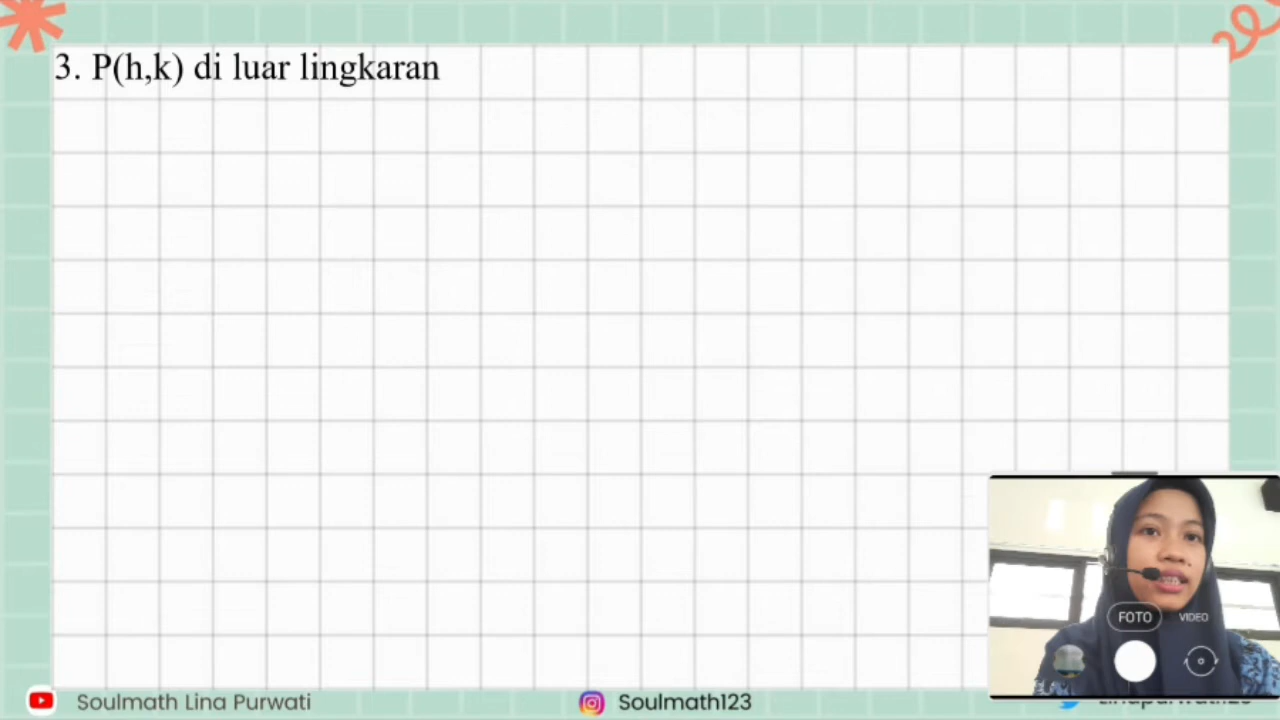 3. P(h,k) di luar lingkaran
FOTO VIDEO
Soulmath Lina Purwati
Soulmath123